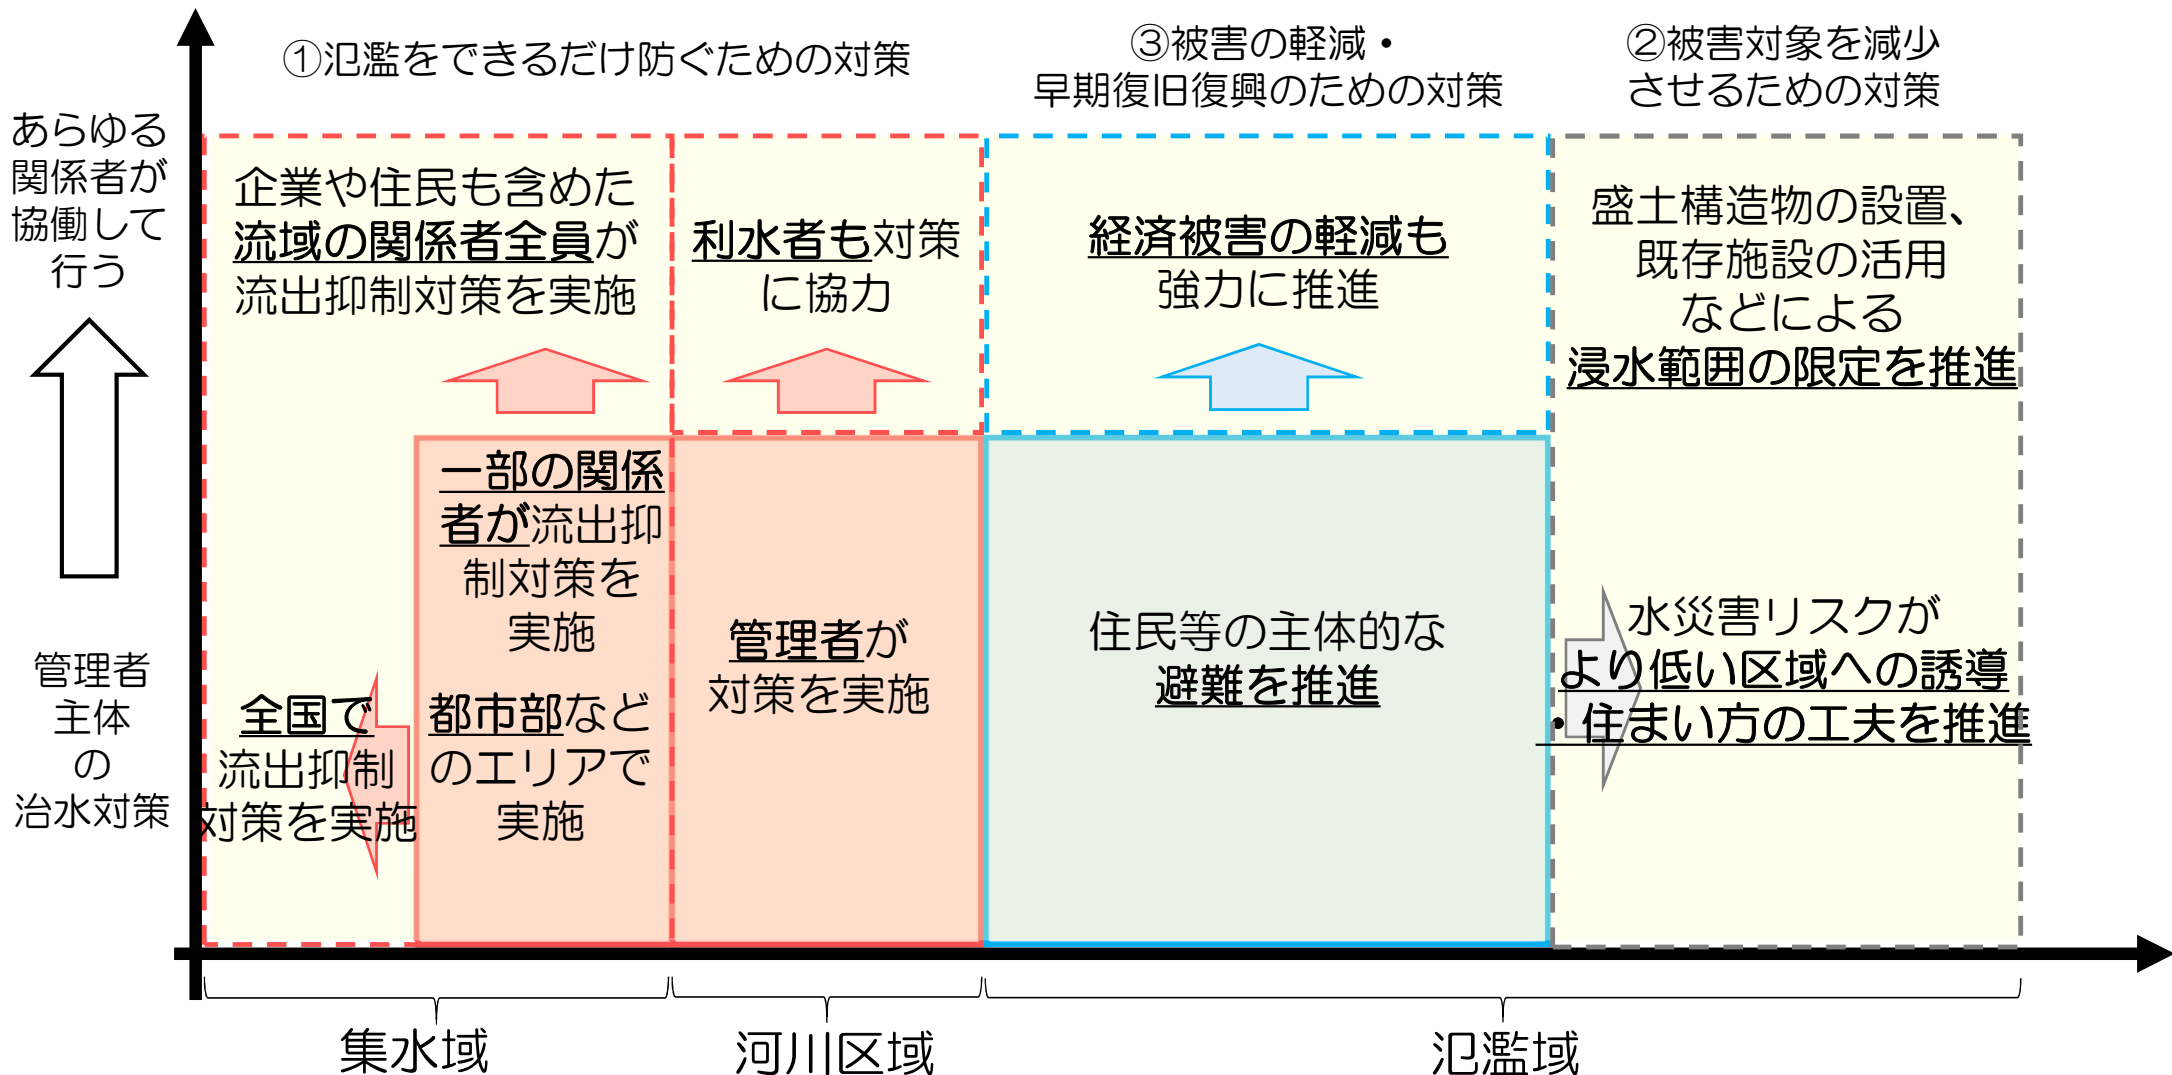 ①氾濫をできるだけ防ぐための対策
③被害の軽減・
早期復旧復興のための対策
②被害対象を減少
させるための対策
あらゆる
関係者が
協働して
行う
管理者
主体
の
治水対策
企業や住民も含めた
流域の関係者全員が
流出抑制対策を実施
利水者も対策
に協力
経済被害の軽減も
強力に推進
盛土構造物の設置、
既存施設の活用
などによる
浸水範囲の限定を推進
一部の関係
者が流出抑
制対策を
実施
都市部など
のエリアで
実施
全国で
流出抑制
対策を実施
管理者が
対策を実施
住民等の主体的な
避難を推進
水災害リスクが
より低い区域への誘導
・住まい方の工夫を推進
集水域
河川区域
氾濫域